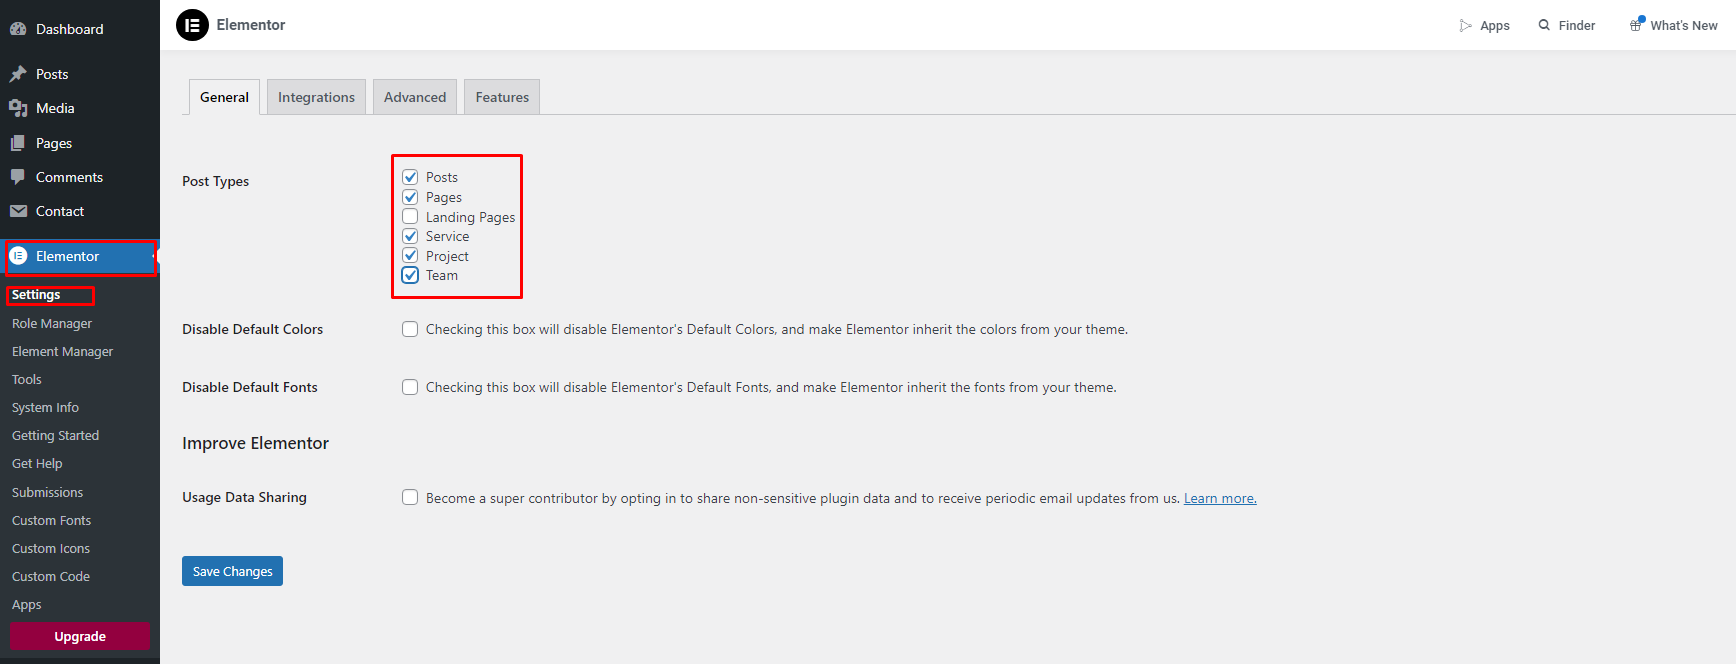 Dashboard
Posts
Media
Pages
Comments
Contact
Elementor
Settings
Role Manager
Element Manager
Tools
System Info
Getting Started
Get Help
Submissions
Custom Fonts
Custom Icons
Custom Code
Apps
Upgrade
Elementor
Apps
Finder
What's New
General
Integrations
Advanced
Features
Post Types
Posts
Pages
Landing Pages
Service
Project
Team
Disable Default Colors
Checking this box will disable Elementor's Default Colors, and make Elementor inherit the colors from your theme.
Disable Default Fonts
Checking this box will disable Elementor's Default Fonts, and make Elementor inherit the fonts from your theme.
Improve Elementor
Usage Data Sharing
Become a super contributor by opting in to share non-sensitive plugin data and to receive periodic email updates from us. Learn more.
Save Changes